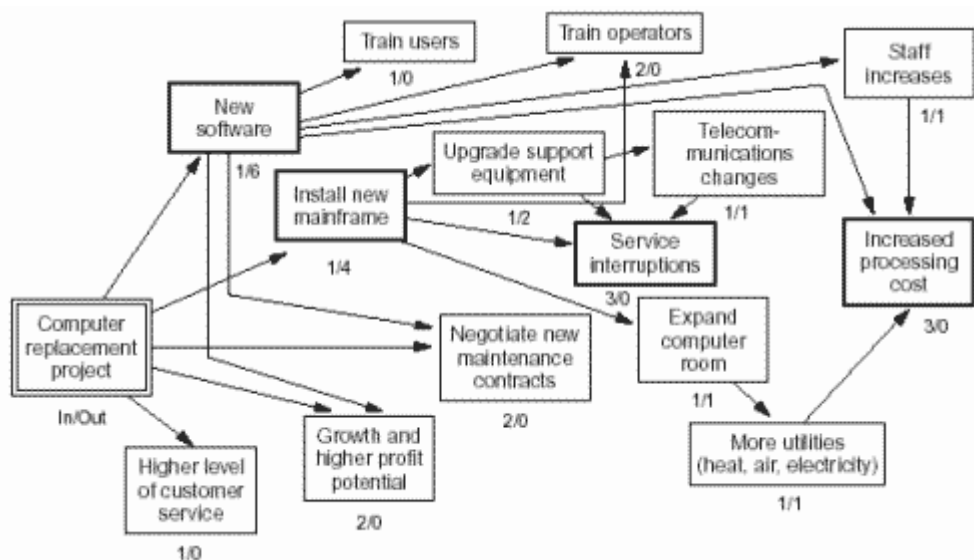 Train users
1/0
Train operators
2/0
Staff
increases
1/1
New
software
1/6
Upgrade support
equipment
1/2
Telecom-
munications
changes
1/1
Install new
mainframe
1/4
Service
interruptions
3/0
Increased
processing
cost
3/0
Computer
replacement
project
In/Out
Negotiate new
maintenance
contracts
2/0
Expand
computer
room
1/1
Higher level
of customer
service
1/0
Growth and
higher profit
potential
2/0
More utilities
(heat, air, electricity)
1/1